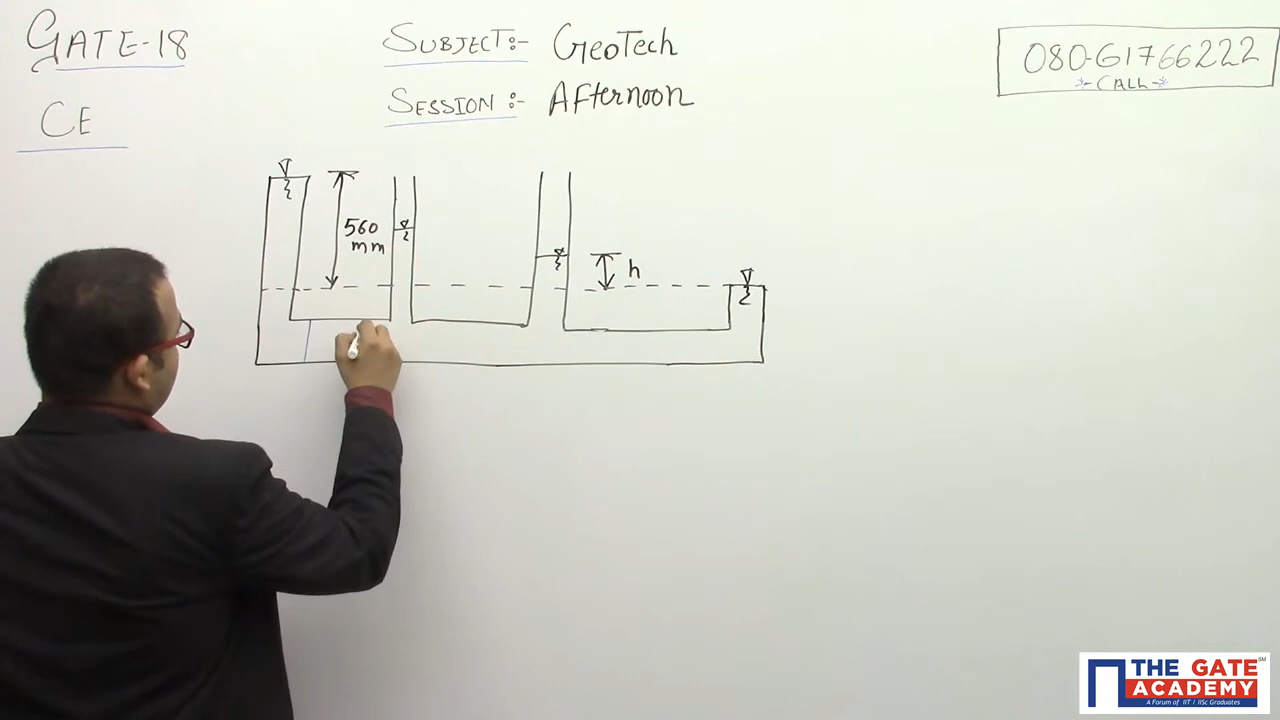 GATE-18
CE
SUBJECT:- GeoTech
SESSION:- Afternoon
080-61766222
*-CALL-*
560
mm
h
THE GATE
ACADEMY
A Forum of IIT / IISc Graduates